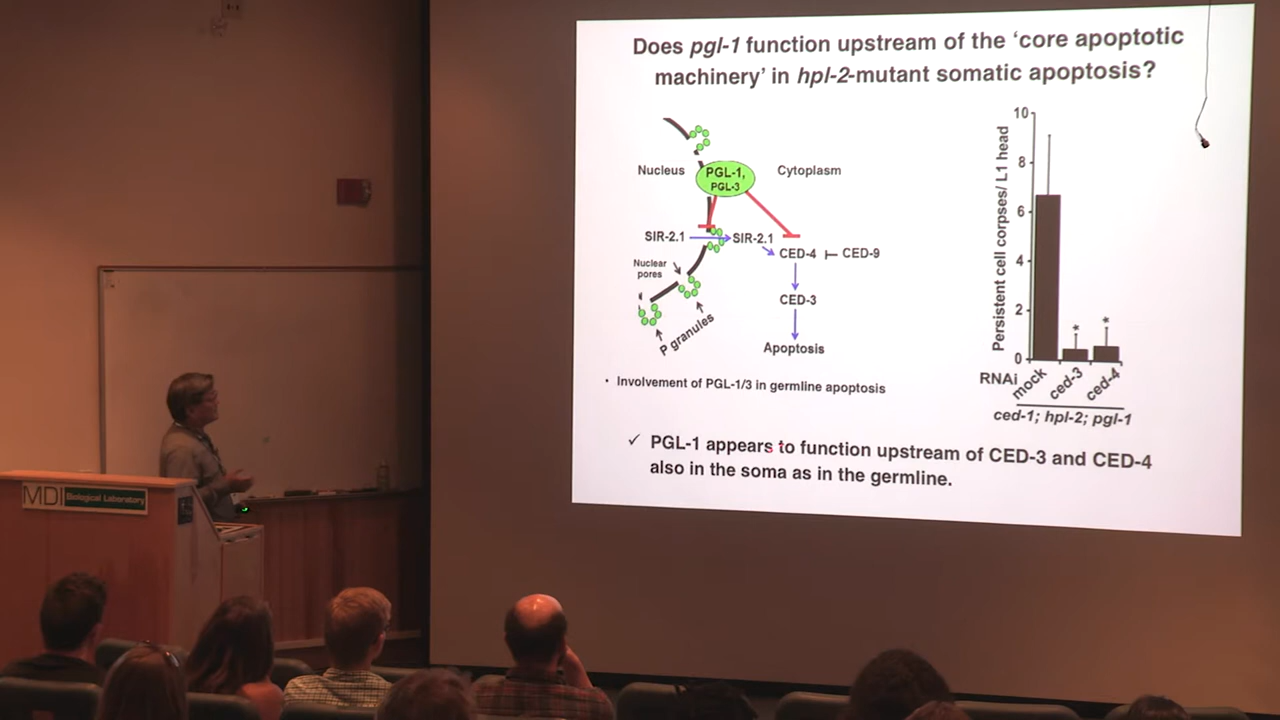 Does pgl-1 function upstream of the ‘core apoptotic
machinery’ in hpl-2-mutant somatic apoptosis?
Nucleus
PGL-1,
PGL-3
Cytoplasm
SIR-2.1
SIR-2.1
CED-4
CED-9
Nuclear
pores
CED-3
P granules
Apoptosis
• Involvement of PGL-1/3 in germline apoptosis
Persistent cell corpses/ L1 head
10
8
6
4
2
0
*
*
RNAi
mock
ced-3
ced-4
ced-1; hpl-2; pgl-1
✓ PGL-1 appears to function upstream of CED-3 and CED-4
also in the soma as in the germline.
MDI Biological Laboratory